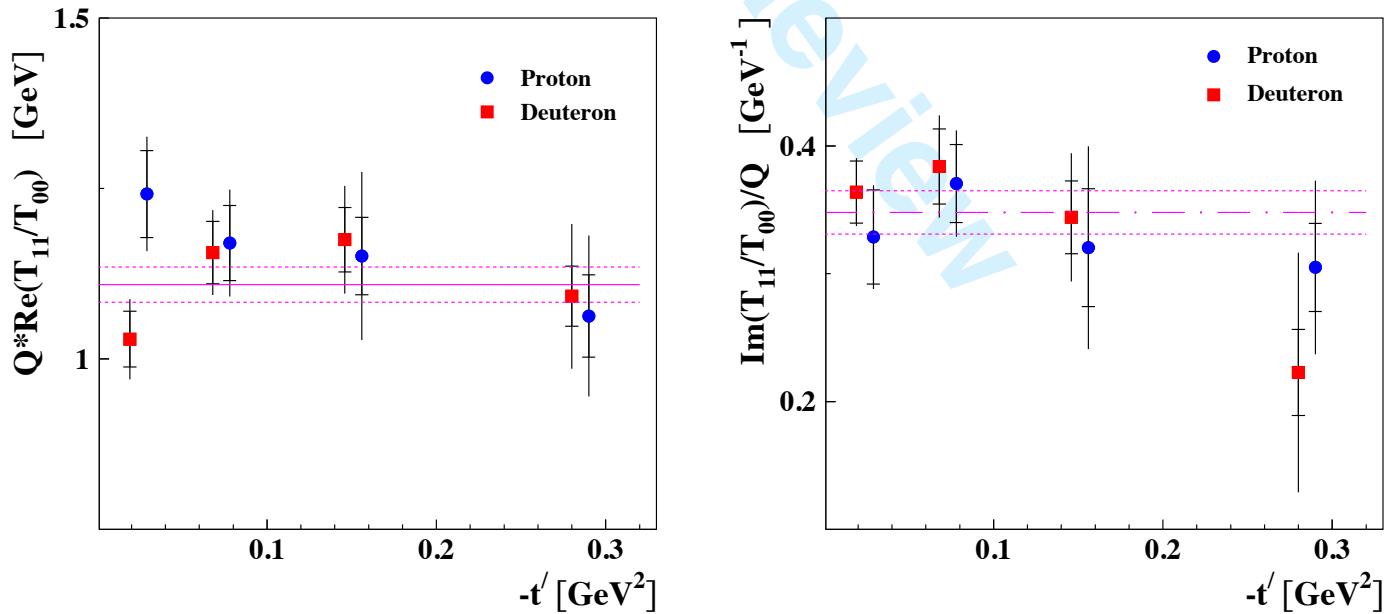 Q*Re(T11/T00) [GeV]
1.5
1
Proton
Deuteron
0.1 0.2 0.3
-t′ [GeV2]
Im(T11/T00)/Q [GeV-1]
0.4
0.2
Proton
Deuteron
0.1 0.2 0.3
-t′ [GeV2]
eview